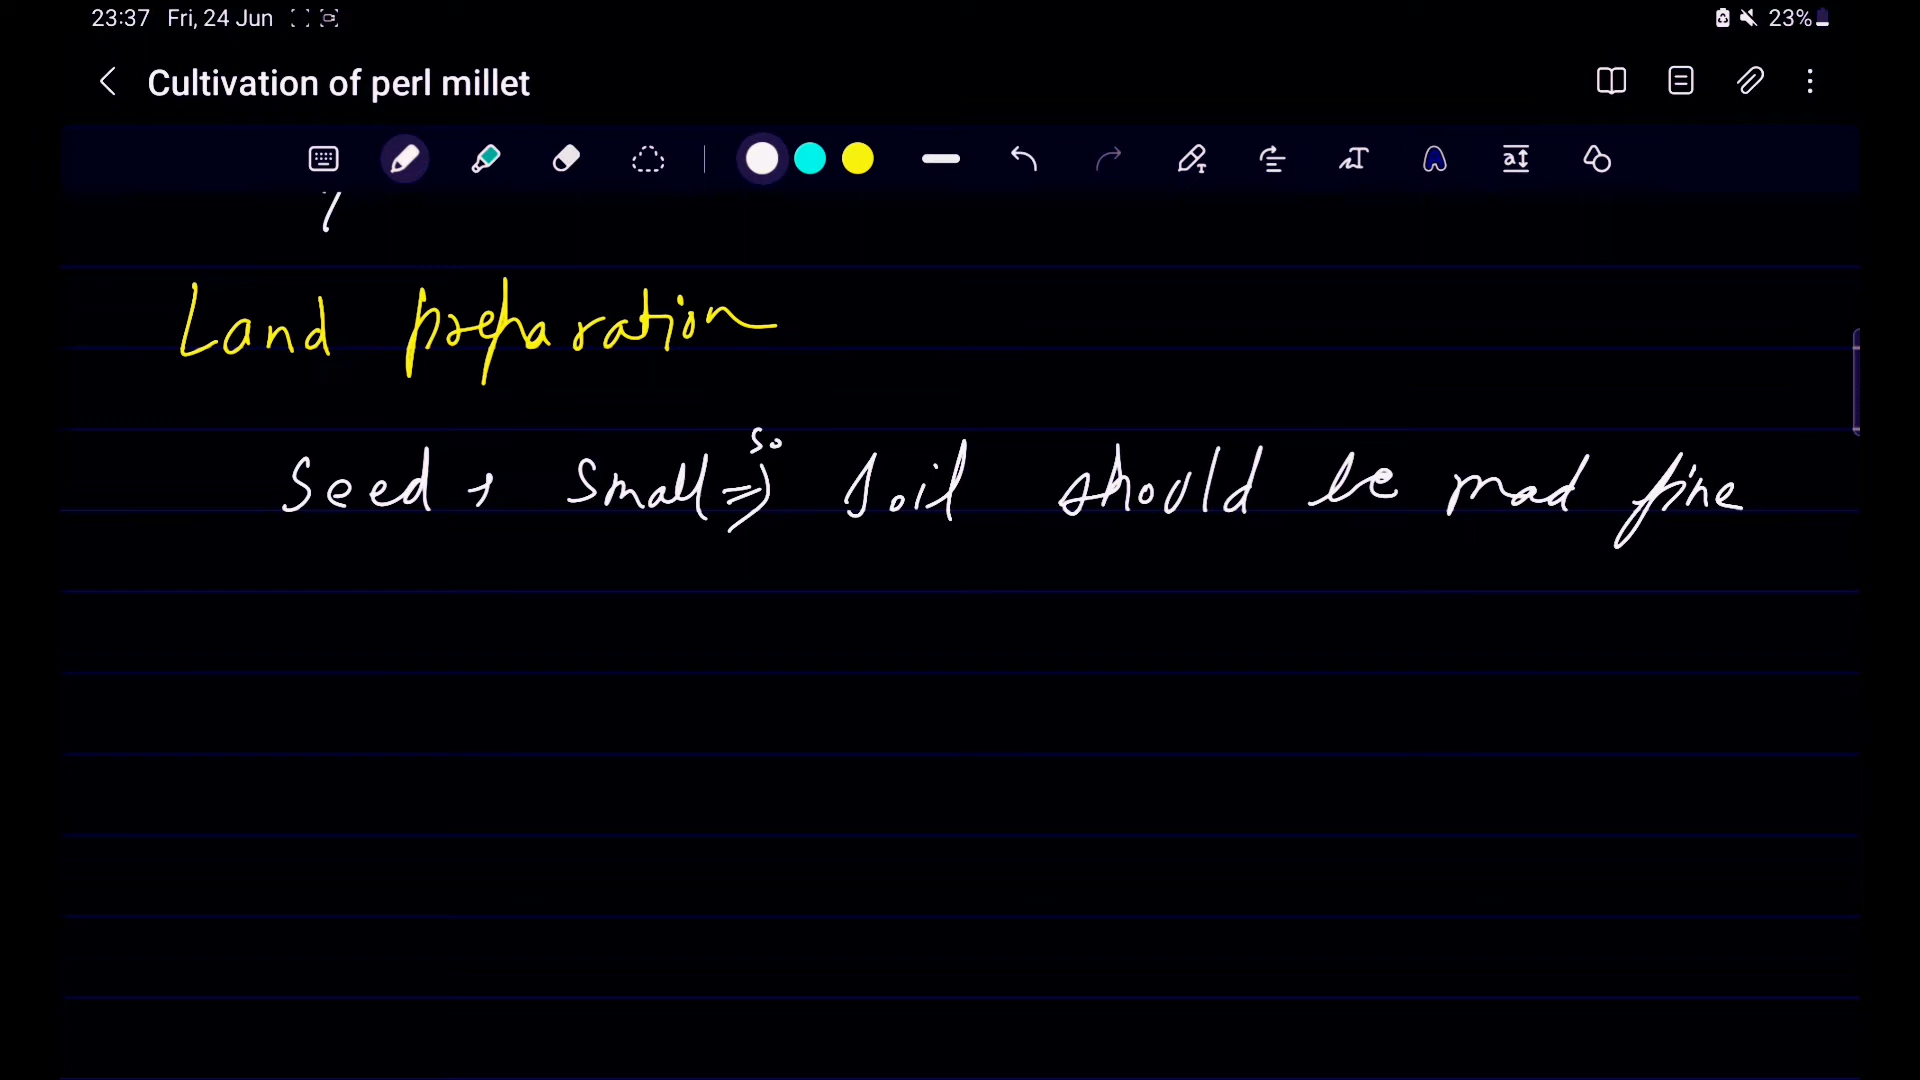 23:37 Fri, 24 Jun 23%
Cultivation of perl millet
Land preparation
so
Seed → Small ⇒ soil should be mad fine